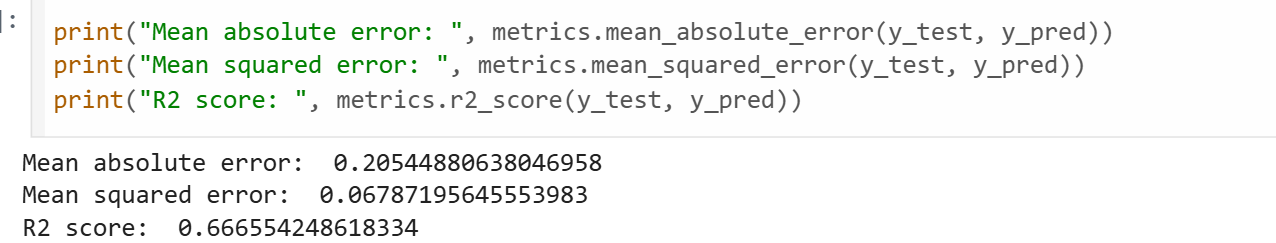 ]:
print("Mean absolute error: ", metrics.mean_absolute_error(y_test, y_pred))
print("Mean squared error: ", metrics.mean_squared_error(y_test, y_pred))
print("R2 score: ", metrics.r2_score(y_test, y_pred))
Mean absolute error:  0.20544880638046958
Mean squared error:  0.06787195645553983
R2 score:  0.666554248618334